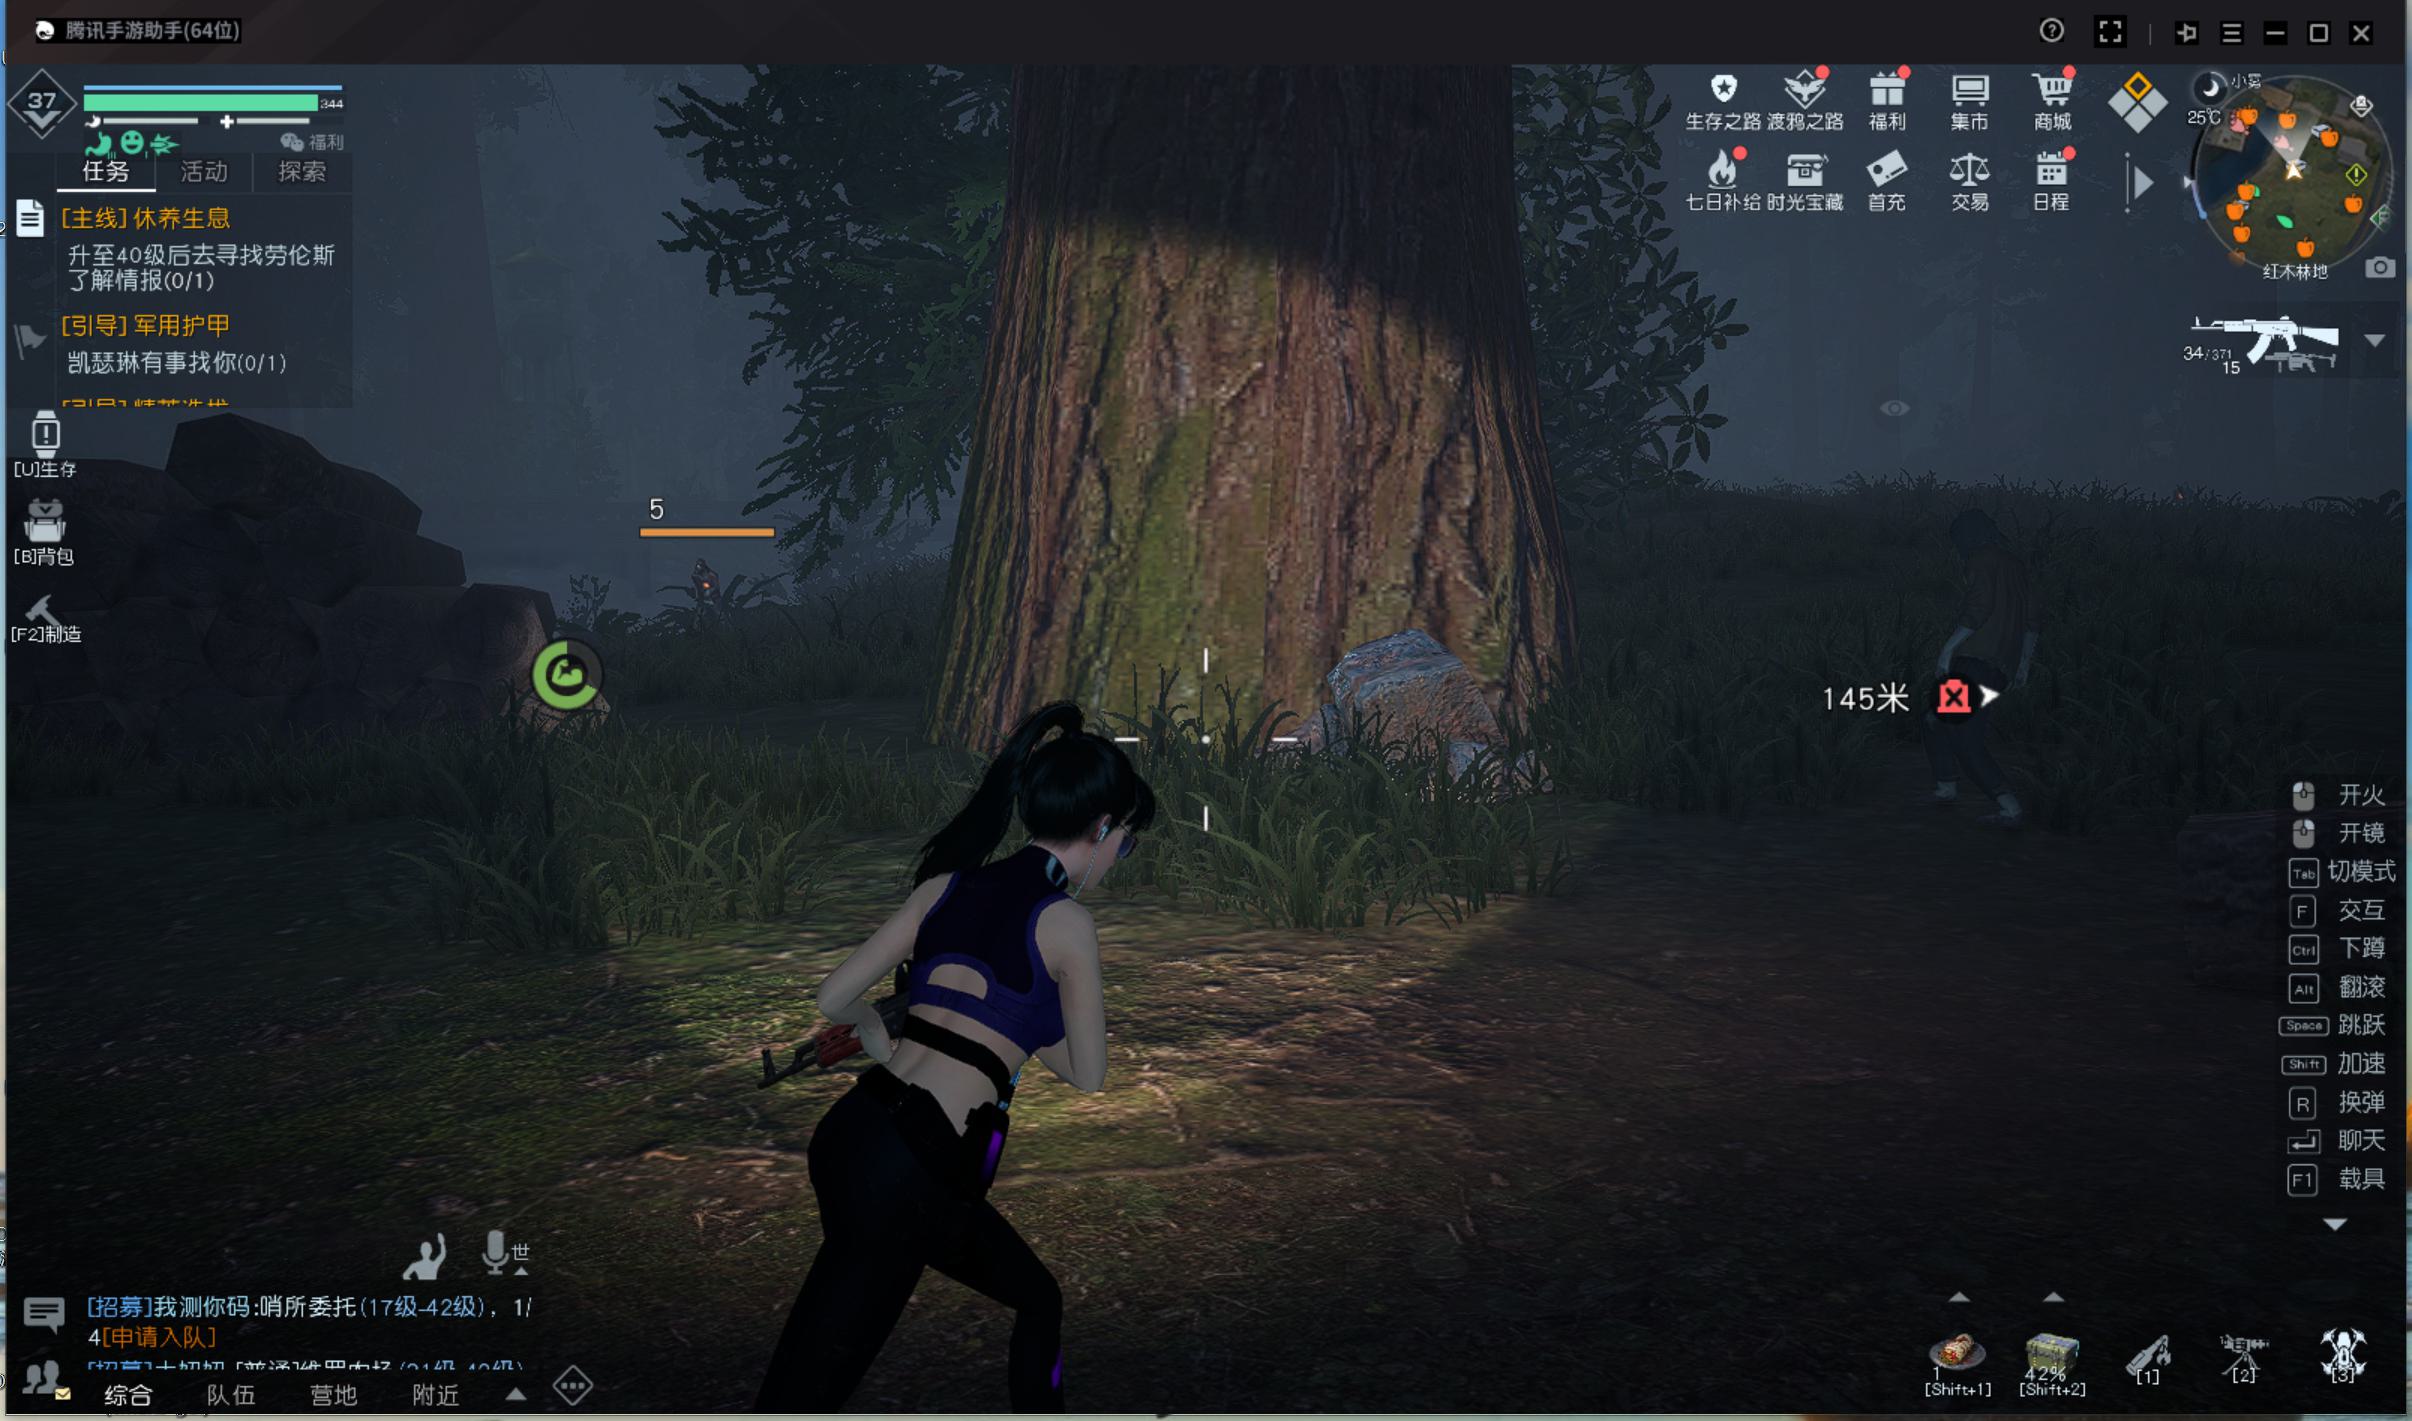 腾讯手游助手(64位)
37
344
福利
任务
活动
探索
[主线] 休养生息
升至40级后去寻找劳伦斯
了解情报(0/1)
[引导] 军用护甲
凯瑟琳有事找你(0/1)
[U]生存
[B]背包
[F2]制造
生存之路
渡鸦之路
福利
集市
商城
七日补给
时光宝藏
首充
交易
日程
小雾
25℃
红木林地
34/371
15
5
145米
开火
开镜
Tab 切模式
F 交互
Ctrl 下蹲
Alt 翻滚
Space 跳跃
Shift 加速
R 换弹
聊天
F1 载具
世
[招募]我测你码:哨所委托(17级-42级)，1/
4[申请入队]
综合
队伍
营地
附近
1
[Shift+1]
42%
[Shift+2]
[1]
[2]
[3]